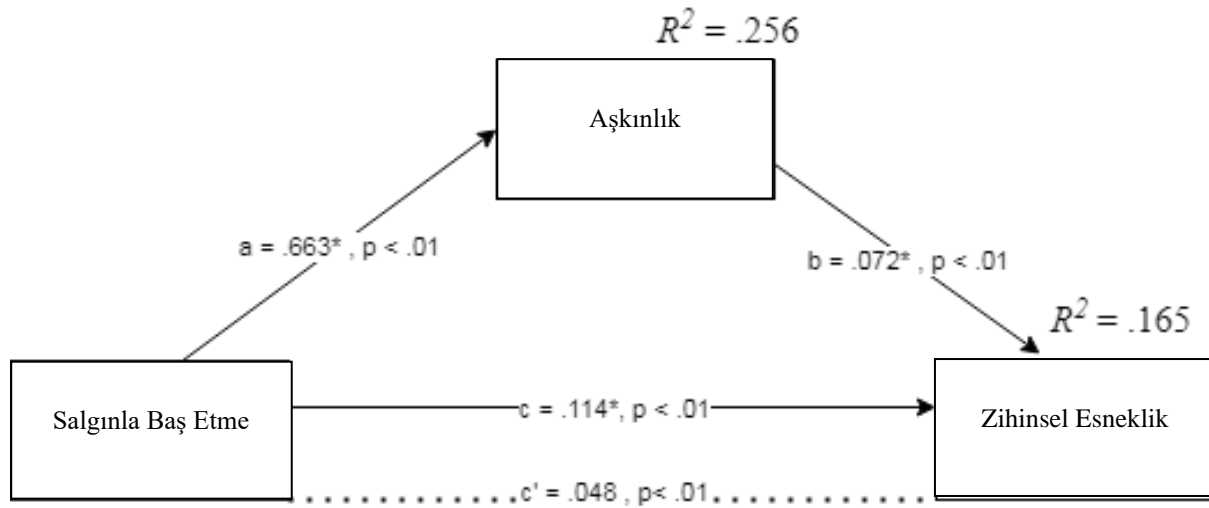 R² = .256
Aşkınlık
a = .663* , p < .01
b = .072* , p < .01
R² = .165
Salgınla Baş Etme
c = .114*, p < .01
Zihinsel Esneklik
c' = .048 , p< .01